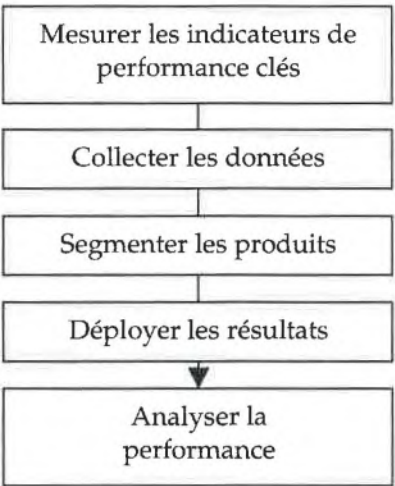 Mesurer les indicateurs de
performance clés
Collecter les données
Segmenter les produits
Déployer les résultats
Analyser la
performance